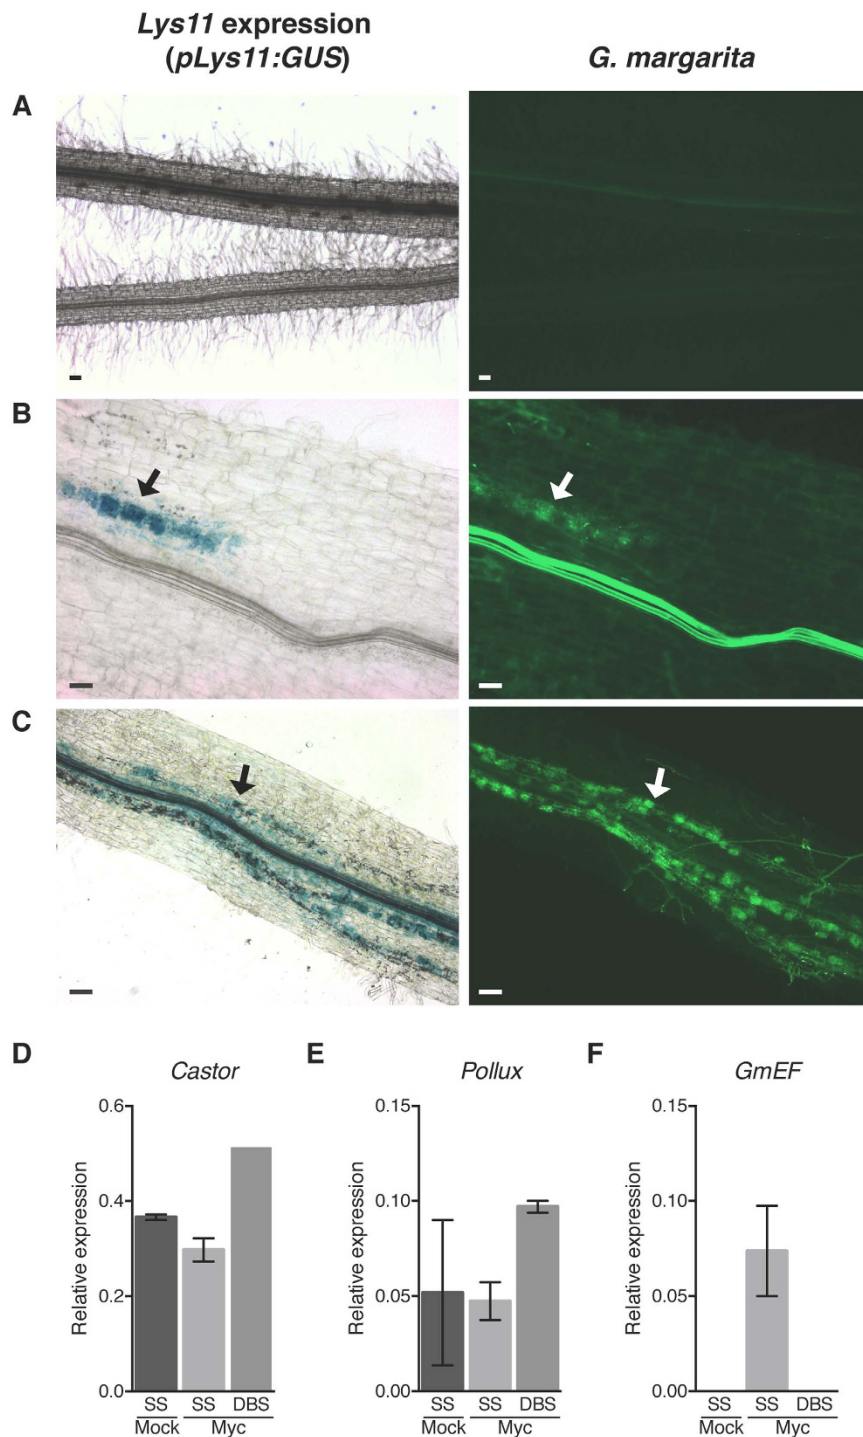 Lys11 expression
(pLys11:GUS)
G. margarita
A
B
C
D
Castor
Relative expression
0.6
0.4
0.2
0.0
SS
SS
DBS
Mock
Myc
E
Pollux
Relative expression
0.15
0.10
0.05
0.00
SS
SS
DBS
Mock
Myc
F
GmEF
Relative expression
0.15
0.10
0.05
0.00
SS
SS
DBS
Mock
Myc